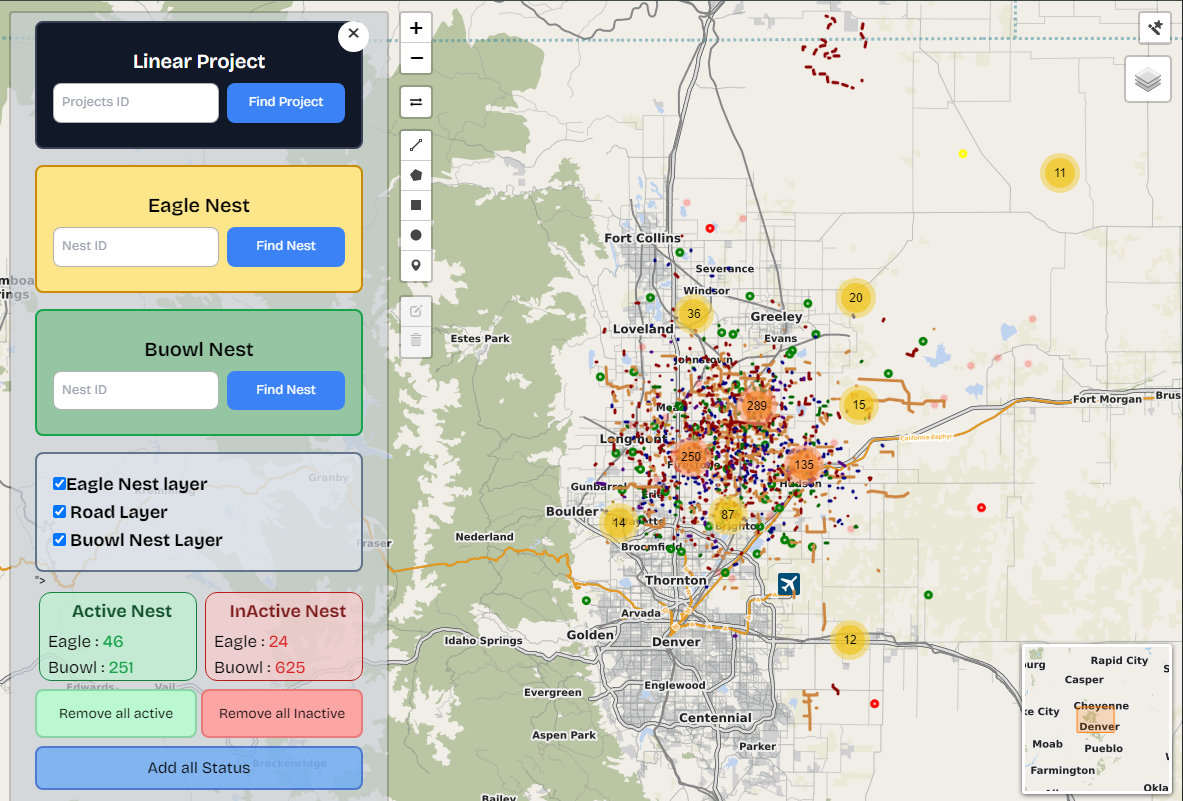 Linear Project
Projects ID
Find Project
Eagle Nest
Nest ID
Find Nest
Buowl Nest
Nest ID
Find Nest
Eagle Nest layer
Road Layer
Buowl Nest Layer
">
Active Nest
Eagle : 46
Buowl : 251
InActive Nest
Eagle : 24
Buowl : 625
Remove all active
Remove all Inactive
Add all Status
Granby
Fraser
Edwards
Vail
Breckenridge
11
Fort Collins
Severance
Windsor
20
36
Greeley
Loveland
Evans
Estes Park
Johnstown
289
15
Fort Morgan
Brus
Mead
California Zephyr
Longmont
250
135
Hudson
Gunbarrel
Erie
Boulder
14
87
Brighton
Nederland
Broomfield
Thornton
Arvada
Golden
Denver
12
Idaho Springs
Englewood
Evergreen
Centennial
Aspen Park
Parker
Bailey
urg
Rapid City
Casper
S
ke City
Cheyenne
Denver
Moab
Pueblo
Farmington
Okla